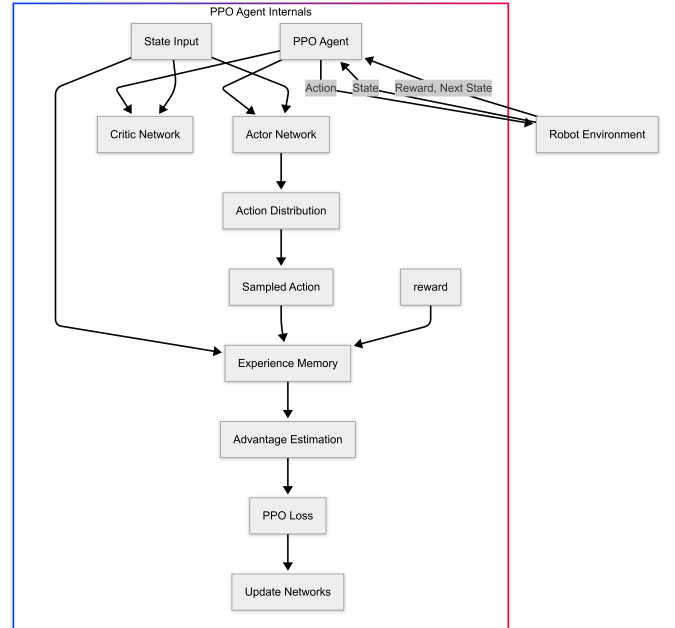 PPO Agent Internals
State Input
PPO Agent
Action
State
Reward, Next State
Critic Network
Actor Network
Robot Environment
Action Distribution
Sampled Action
reward
Experience Memory
Advantage Estimation
PPO Loss
Update Networks